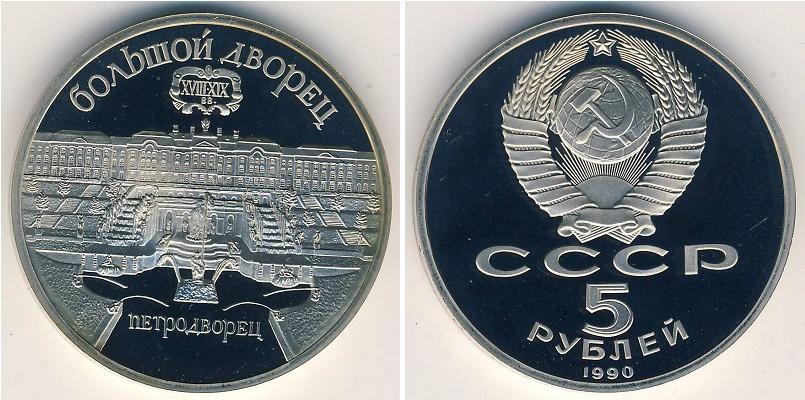 БОЛЬШОЙ ДВОРЕЦ
XVIII-XIX
ВВ.
ПЕТРОДВОРЕЦ
СССР
5
РУБЛЕЙ
1990